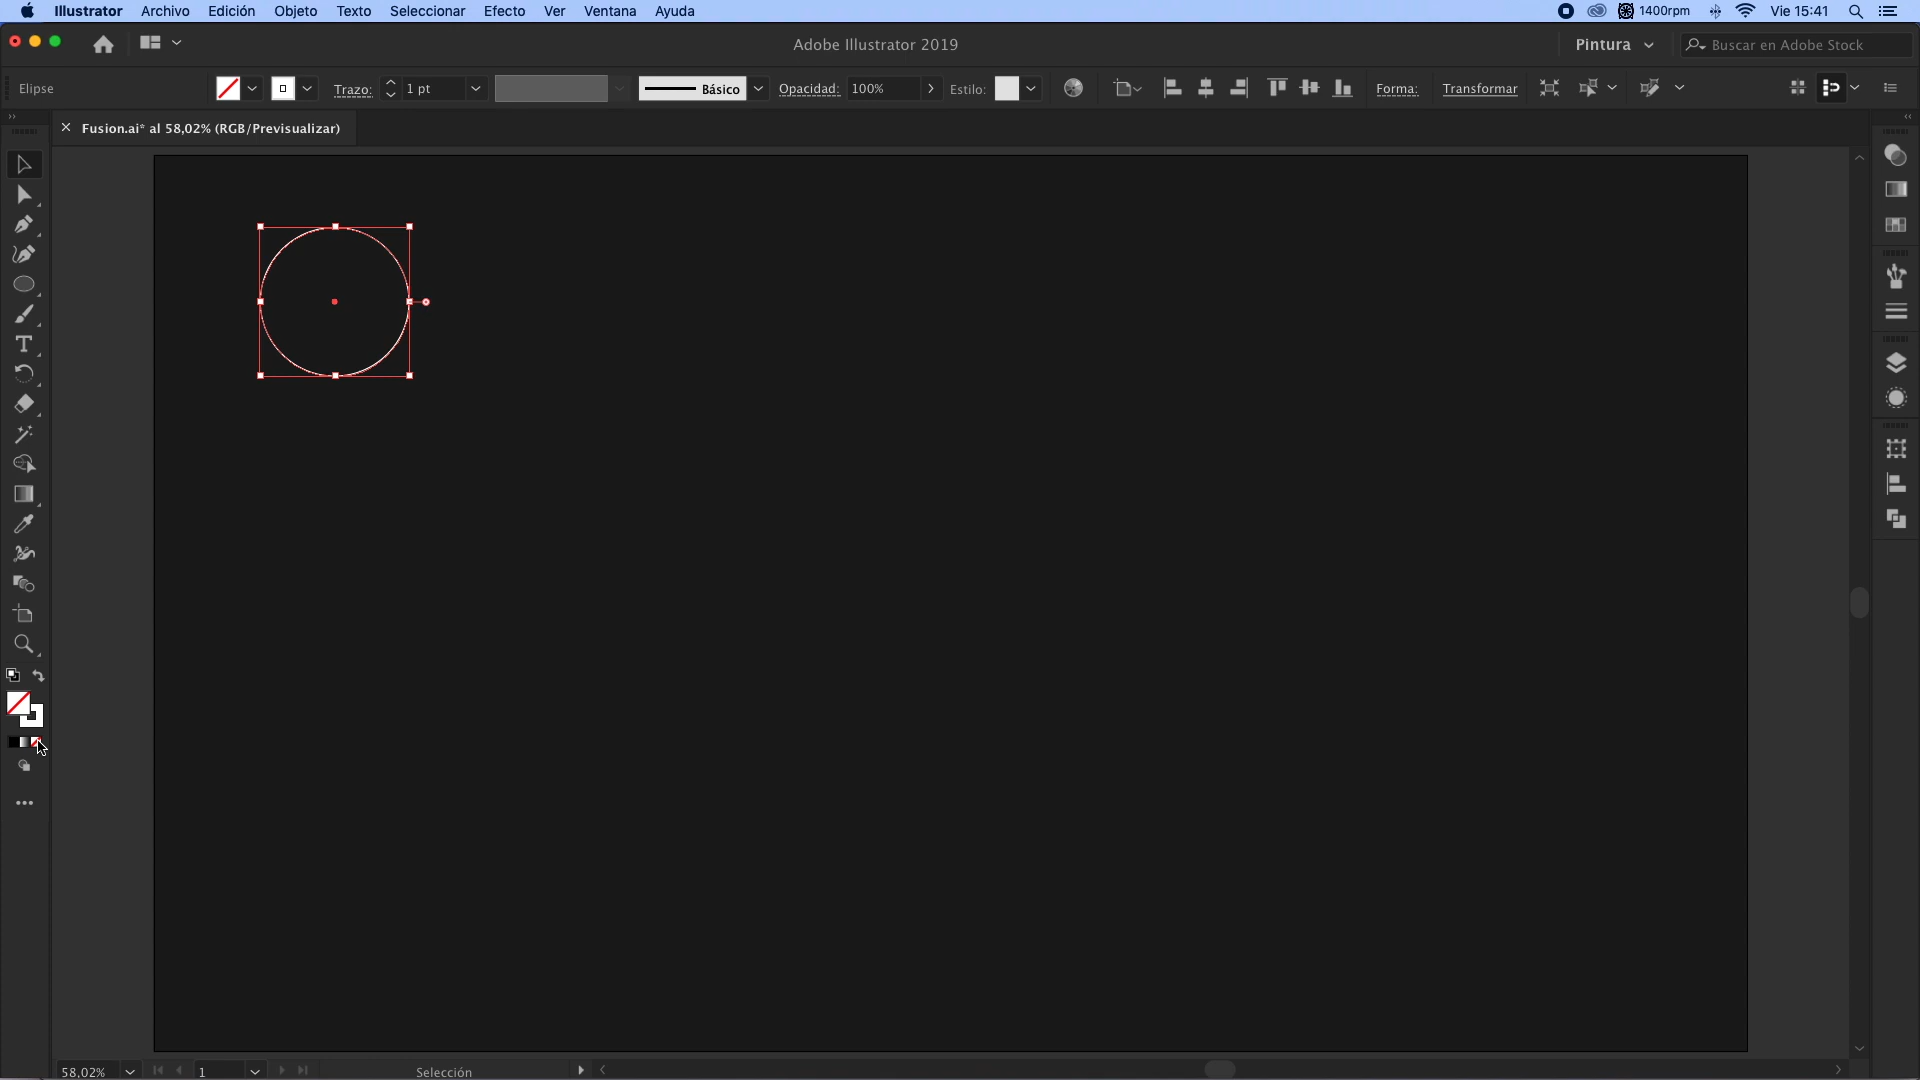 Illustrator Archivo Edición Objeto Texto Seleccionar Efecto Ver Ventana Ayuda 1400rpm Vie 15:41
Adobe Illustrator 2019 Pintura Buscar en Adobe Stock
Elipse Trazo: 1 pt Básico Opacidad: 100% Estilo: Forma: Transformar
Fusion.ai* al 58,02% (RGB/Previsualizar)
58,02% 1 Selección